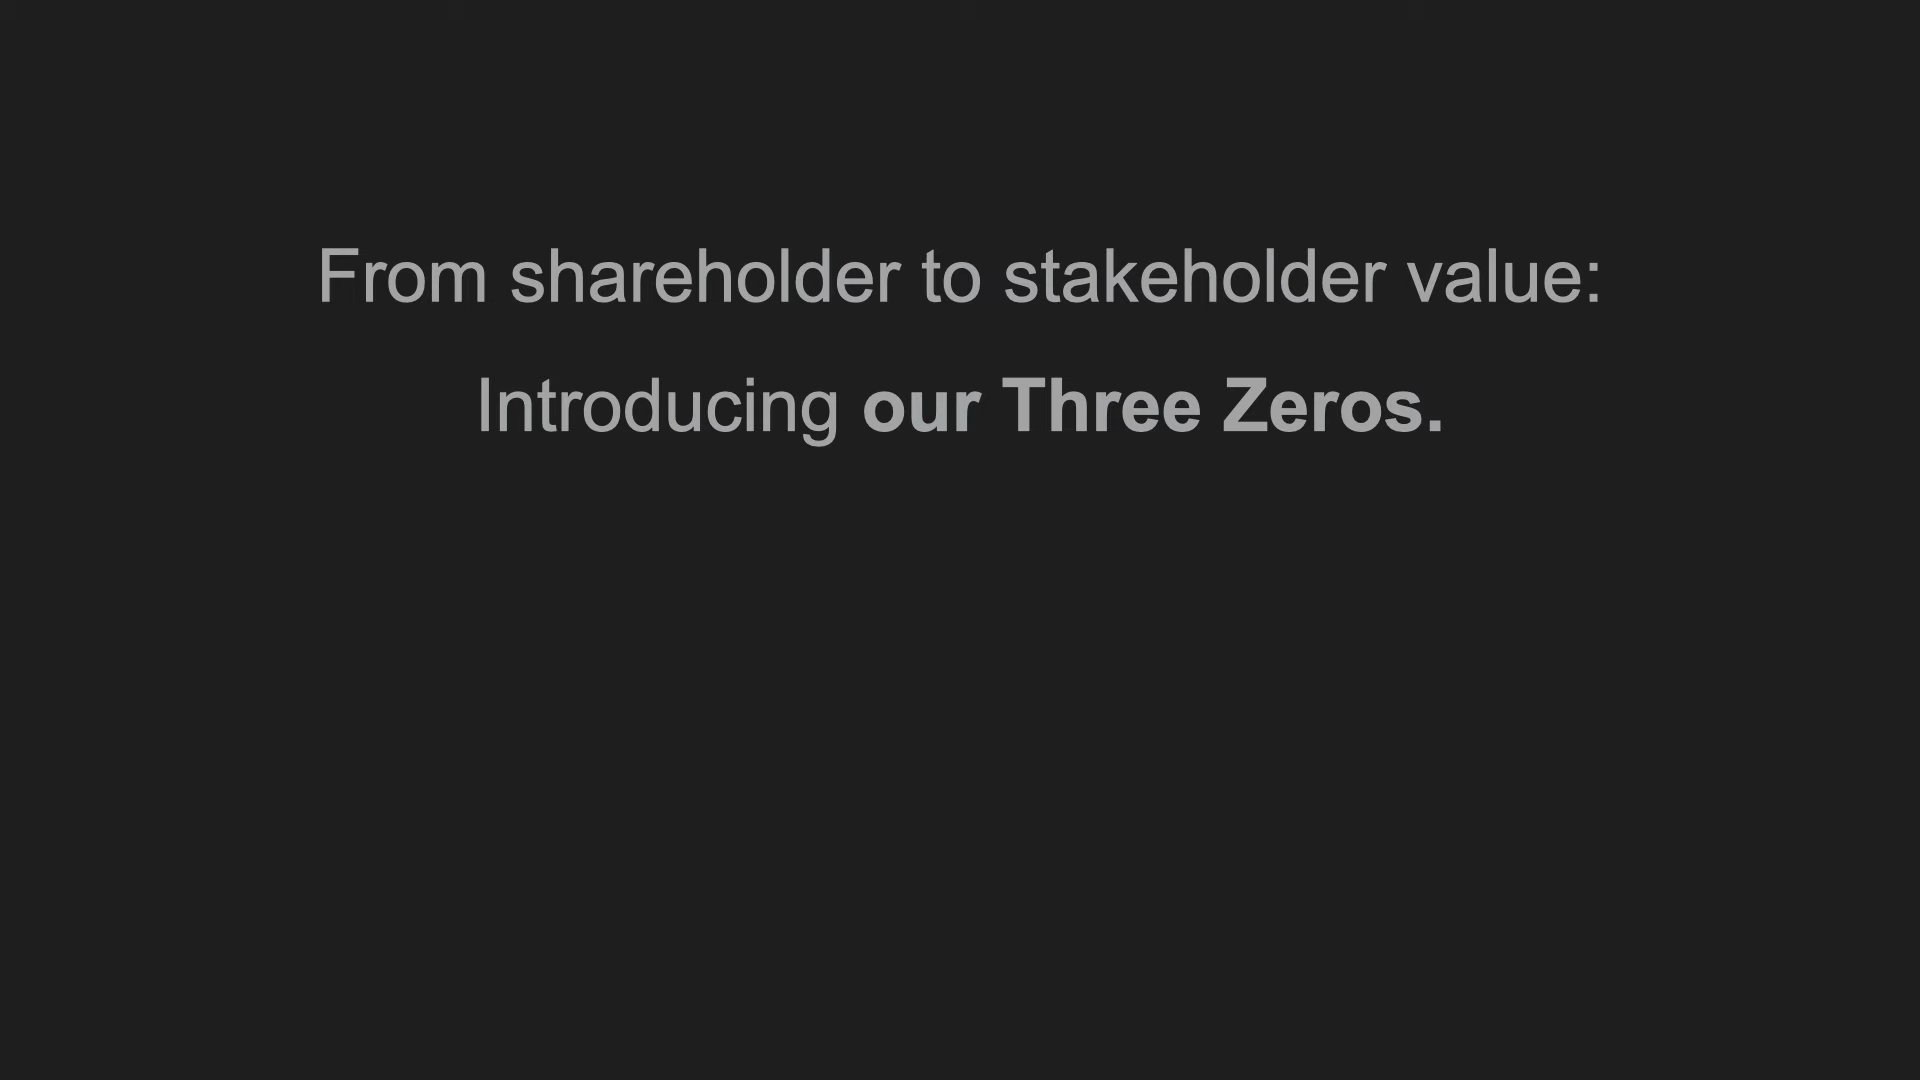 From shareholder to stakeholder value:
Introducing our Three Zeros.